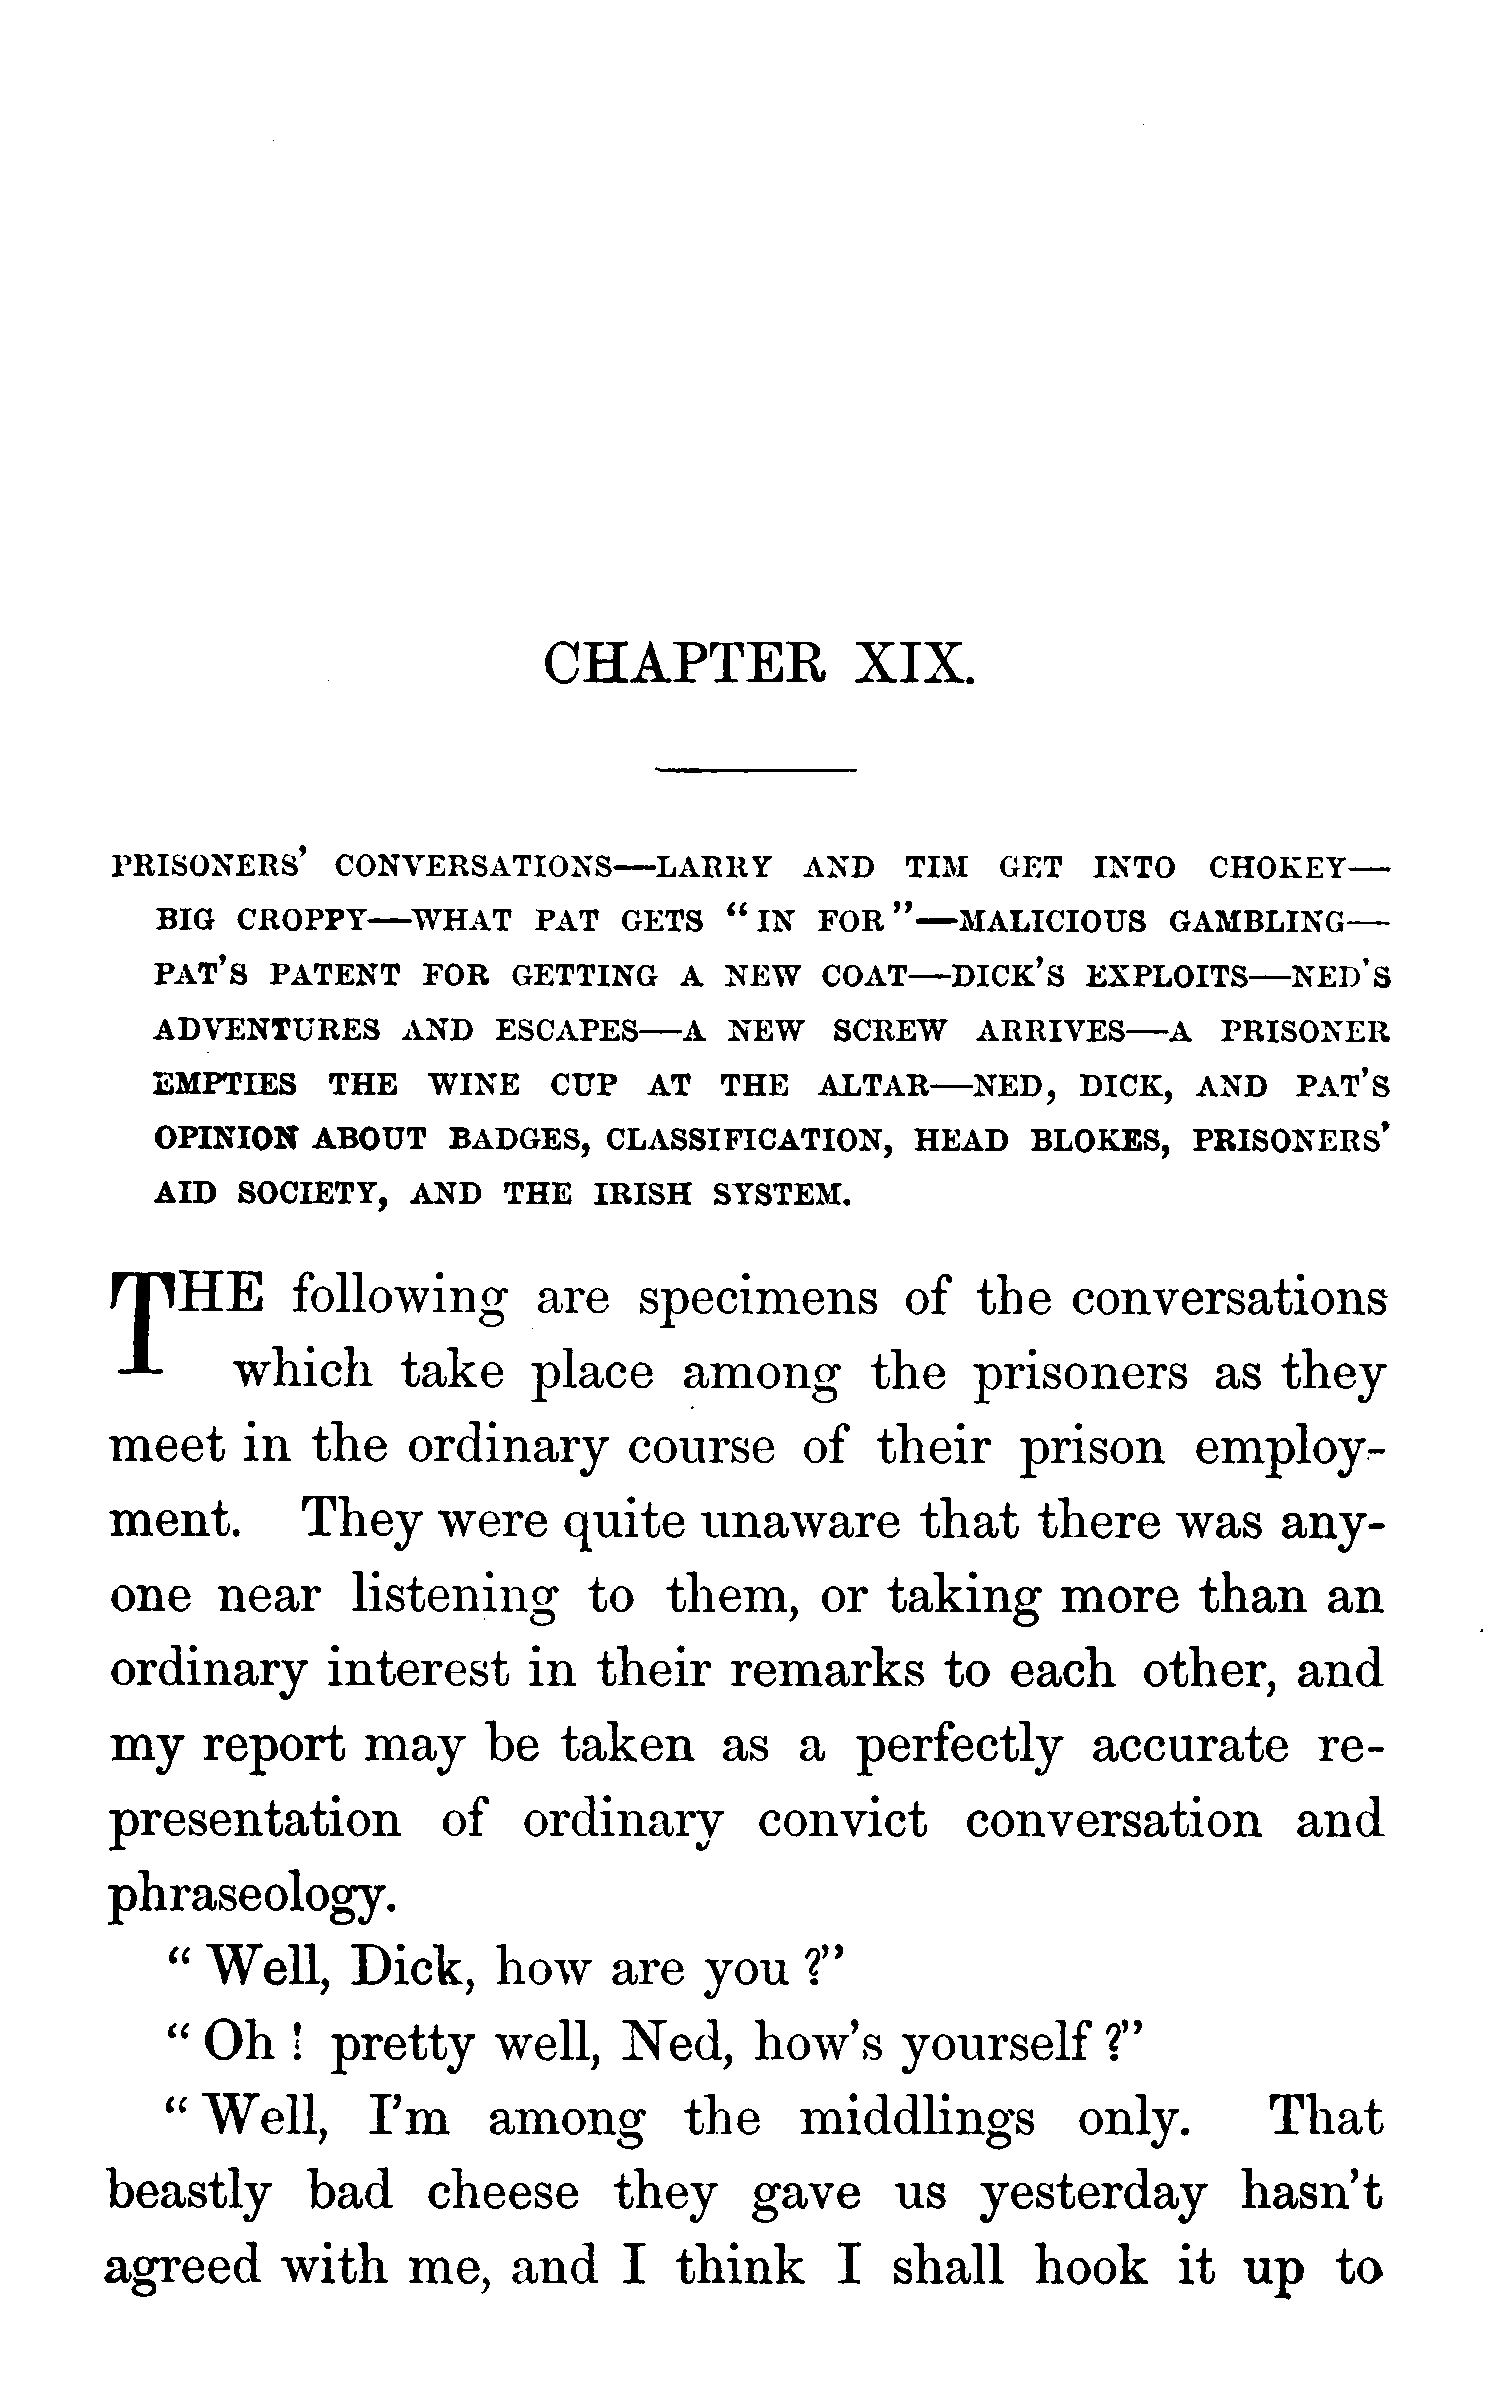 CHAPTER XIX.
PRISONERS' CONVERSATIONS—LARRY AND TIM GET INTO CHOKEY—
BIG CROPPY—WHAT PAT GETS "IN FOR"—MALICIOUS GAMBLING—
PAT'S PATENT FOR GETTING A NEW COAT—DICK'S EXPLOITS—NED'S
ADVENTURES AND ESCAPES—A NEW SCREW ARRIVES—A PRISONER
EMPTIES THE WINE CUP AT THE ALTAR—NED, DICK, AND PAT'S
OPINION ABOUT BADGES, CLASSIFICATION, HEAD BLOKES, PRISONERS'
AID SOCIETY, AND THE IRISH SYSTEM.
THE following are specimens of the conversations
which take place among the prisoners as they
meet in the ordinary course of their prison employ-
ment. They were quite unaware that there was any-
one near listening to them, or taking more than an
ordinary interest in their remarks to each other, and
my report may be taken as a perfectly accurate re-
presentation of ordinary convict conversation and
phraseology.
"Well, Dick, how are you?"
"Oh! pretty well, Ned, how's yourself?"
"Well, I'm among the middlings only. That
beastly bad cheese they gave us yesterday hasn't
agreed with me, and I think I shall hook it up to